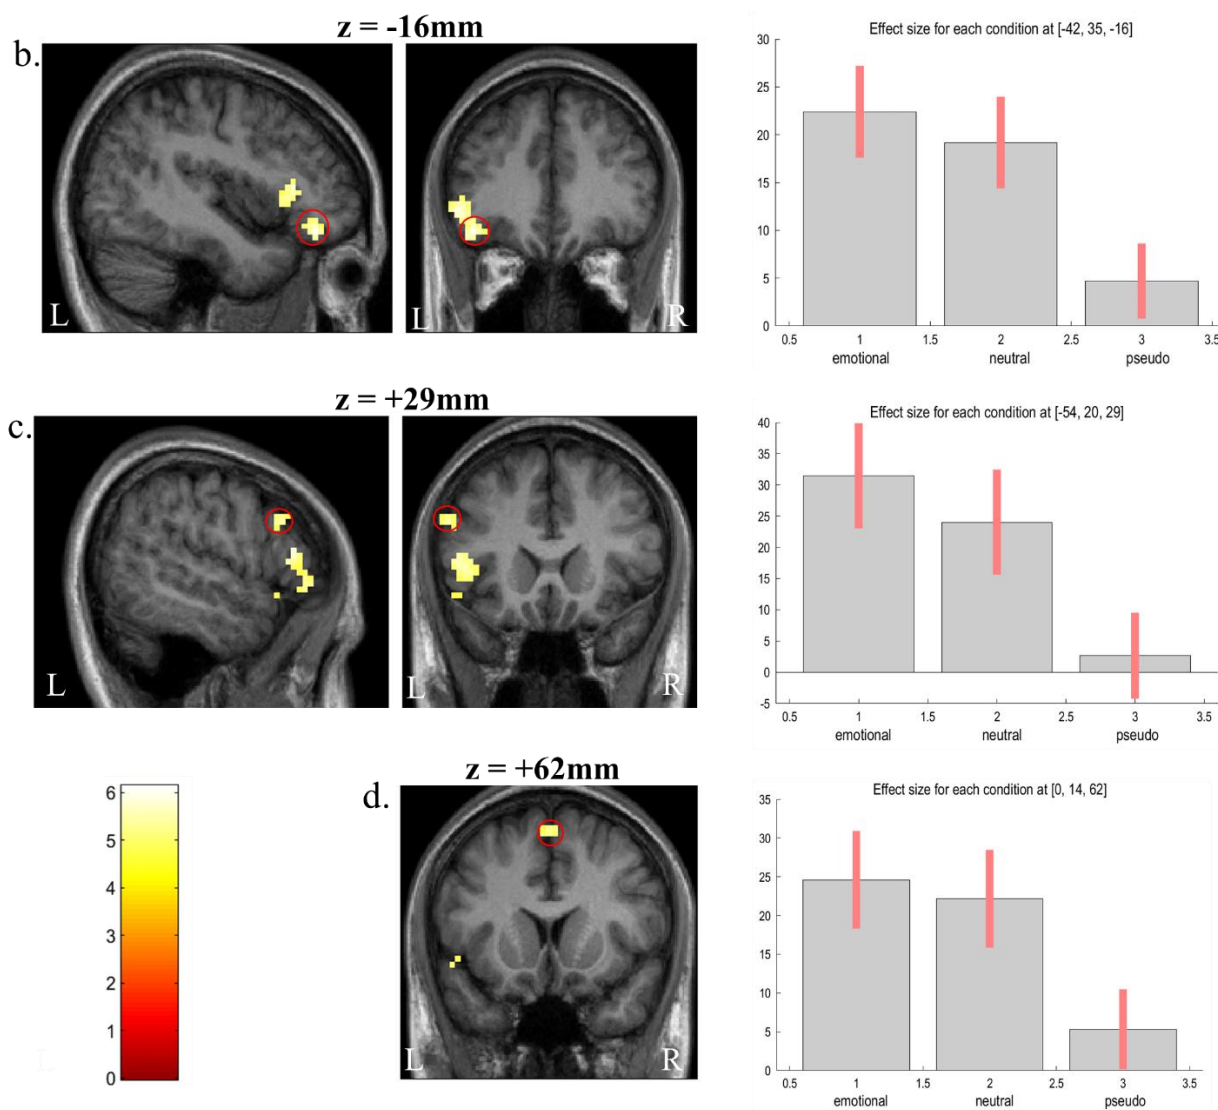 b.
z = -16mm
L
L
R
Effect size for each condition at [-42, 35, -16]
30
25
20
15
10
5
0
0.5 1 1.5 2 2.5 3 3.5
emotional neutral pseudo
c.
z = +29mm
L
L
R
Effect size for each condition at [-54, 20, 29]
40
35
30
25
20
15
10
5
0
-5
0.5 1 1.5 2 2.5 3 3.5
emotional neutral pseudo
6
5
4
3
2
1
0
d.
z = +62mm
L
R
Effect size for each condition at [0, 14, 62]
35
30
25
20
15
10
5
0
0.5 1 1.5 2 2.5 3 3.5
emotional neutral pseudo